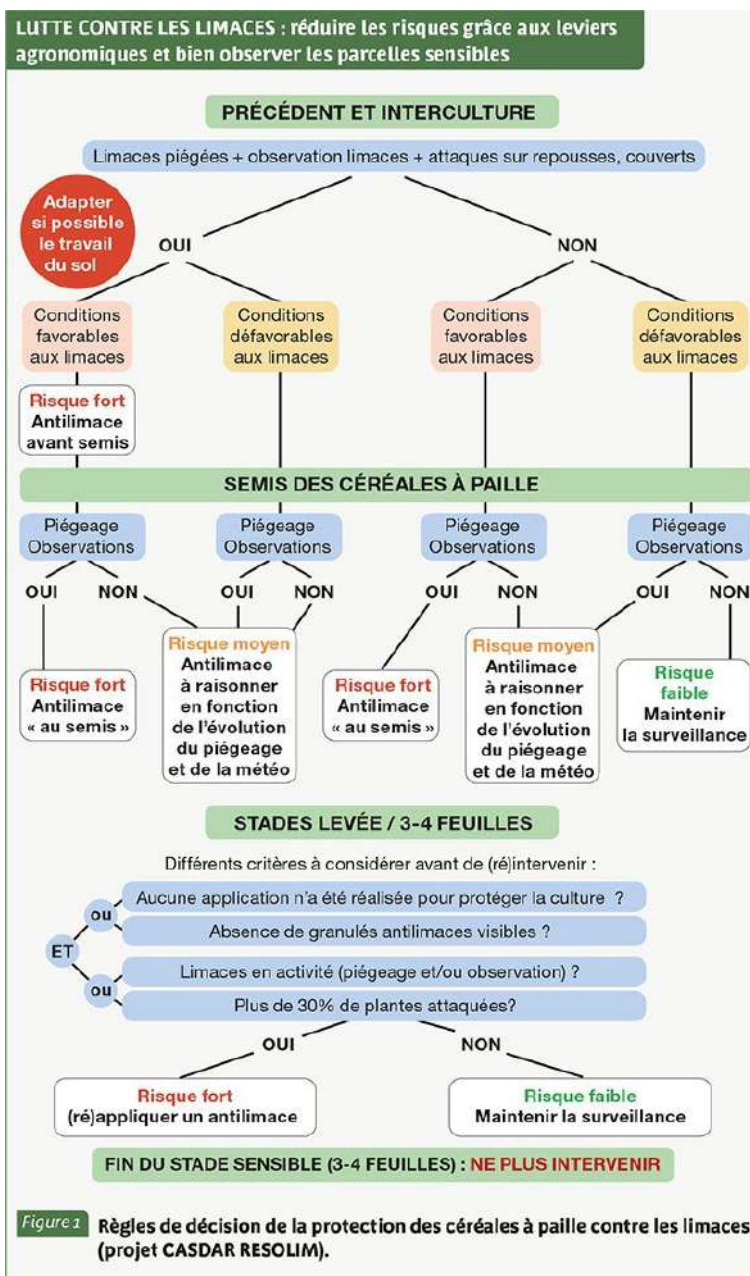 LUTTE CONTRE LES LIMACES : réduire les risques grâce aux leviers
agronomiques et bien observer les parcelles sensibles
PRÉCÉDENT ET INTERCULTURE
Limaces piégées + observation limaces + attaques sur repousses, couverts
Adapter
si possible
le travail
du sol
OUI
NON
Conditions
favorables
aux limaces
Conditions
défavorables
aux limaces
Conditions
favorables
aux limaces
Conditions
défavorables
aux limaces
Risque fort
Antilimace
avant semis
SEMIS DES CÉRÉALES À PAILLE
Piégeage
Observations
Piégeage
Observations
Piégeage
Observations
Piégeage
Observations
OUI NON
OUI NON
OUI NON
OUI NON
Risque fort
Antilimace
« au semis »
Risque moyen
Antilimace
à raisonner
en fonction
de l'évolution
du piégeage
et de la météo
Risque fort
Antilimace
« au semis »
Risque moyen
Antilimace
à raisonner
en fonction
de l'évolution
du piégeage
et de la météo
Risque
faible
Maintenir
la surveillance
STADES LEVÉE / 3-4 FEUILLES
Différents critères à considérer avant de (ré)intervenir :
Aucune application n'a été réalisée pour protéger la culture ?
ou
Absence de granulés antilimaces visibles ?
ET
Limaces en activité (piégeage et/ou observation) ?
ou
Plus de 30% de plantes attaquées?
OUI
NON
Risque fort
(ré)appliquer un antilimace
Risque faible
Maintenir la surveillance
FIN DU STADE SENSIBLE (3-4 FEUILLES) : NE PLUS INTERVENIR
Figure 1 Règles de décision de la protection des céréales à paille contre les limaces
(projet CASDAR RESOLIM).